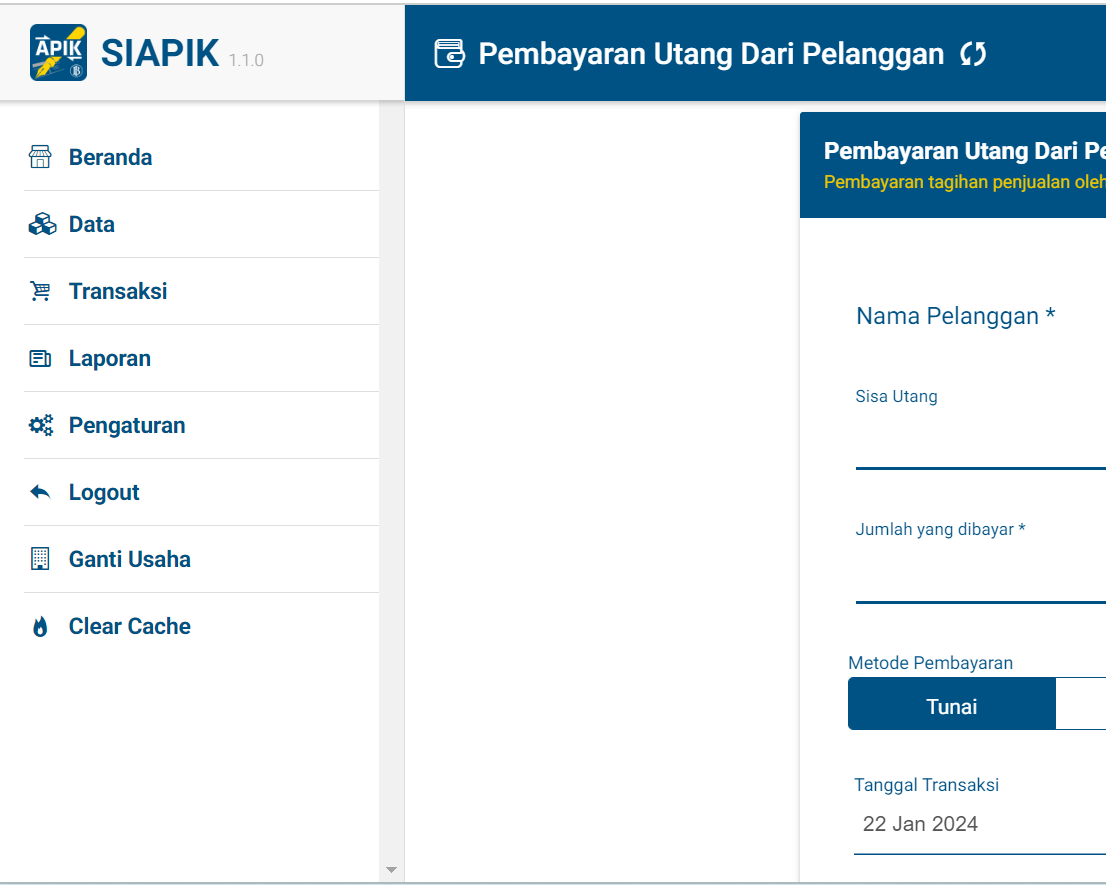 APIK
SIAPIK 1.1.0
Pembayaran Utang Dari Pelanggan
Beranda
Data
Transaksi
Laporan
Pengaturan
Logout
Ganti Usaha
Clear Cache
Pembayaran Utang Dari Pe
Pembayaran tagihan penjualan oleh
Nama Pelanggan *
Sisa Utang
Jumlah yang dibayar *
Metode Pembayaran
Tunai
Tanggal Transaksi
22 Jan 2024